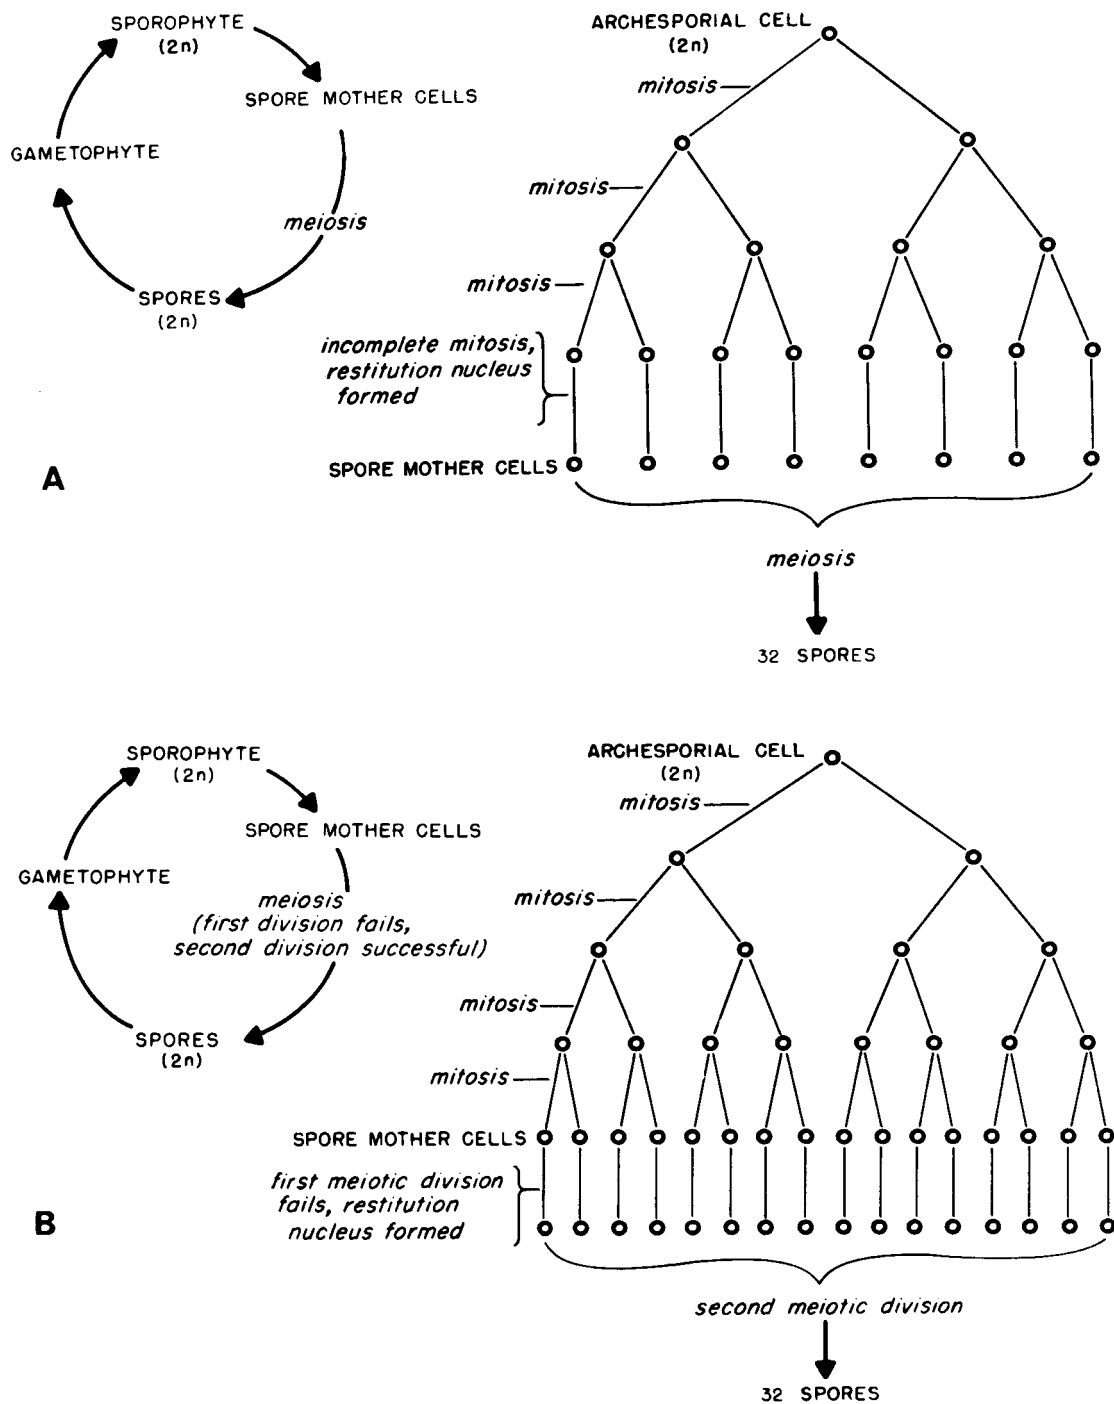 SPOROPHYTE
(2n)
SPORE MOTHER CELLS
GAMETOPHYTE
meiosis
SPORES
(2n)
A
ARCHESPORIAL CELL
(2n)
mitosis
mitosis
mitosis
incomplete mitosis,
restitution nucleus
formed
SPORE MOTHER CELLS
meiosis
32 SPORES
SPOROPHYTE
(2n)
SPORE MOTHER CELLS
GAMETOPHYTE
meiosis
(first division fails,
second division successful)
SPORES
(2n)
B
ARCHESPORIAL CELL
(2n)
mitosis
mitosis
mitosis
mitosis
SPORE MOTHER CELLS
first meiotic division
fails, restitution
nucleus formed
second meiotic division
32 SPORES